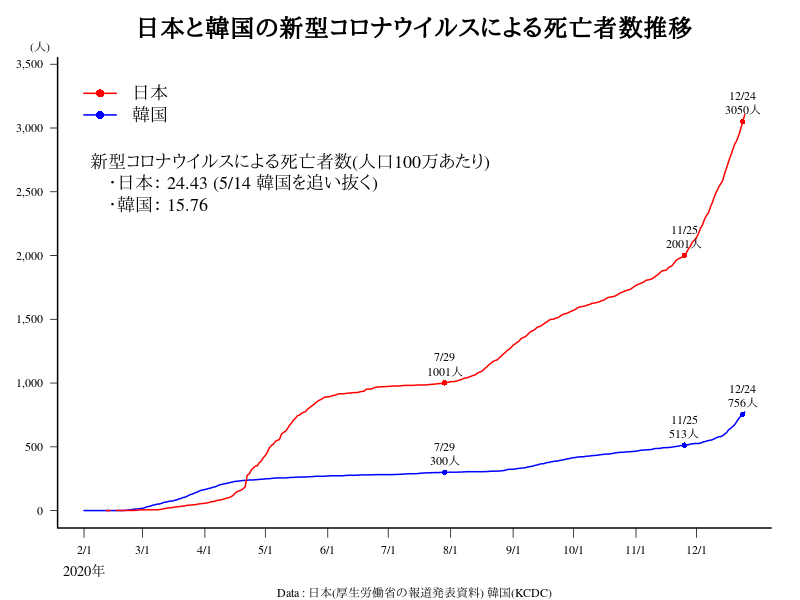 日本と韓国の新型コロナウイルスによる死亡者数推移
(人)
3,500
3,000
2,500
2,000
1,500
1,000
500
0
日本
韓国
新型コロナウイルスによる死亡者数(人口100万あたり)
・日本: 24.43 (5/14 韓国を追い抜く)
・韓国: 15.76
12/24
3050人
11/25
2001人
7/29
1001人
12/24
756人
11/25
513人
7/29
300人
2/1 3/1 4/1 5/1 6/1 7/1 8/1 9/1 10/1 11/1 12/1
2020年
Data : 日本(厚生労働省の報道発表資料) 韓国(KCDC)